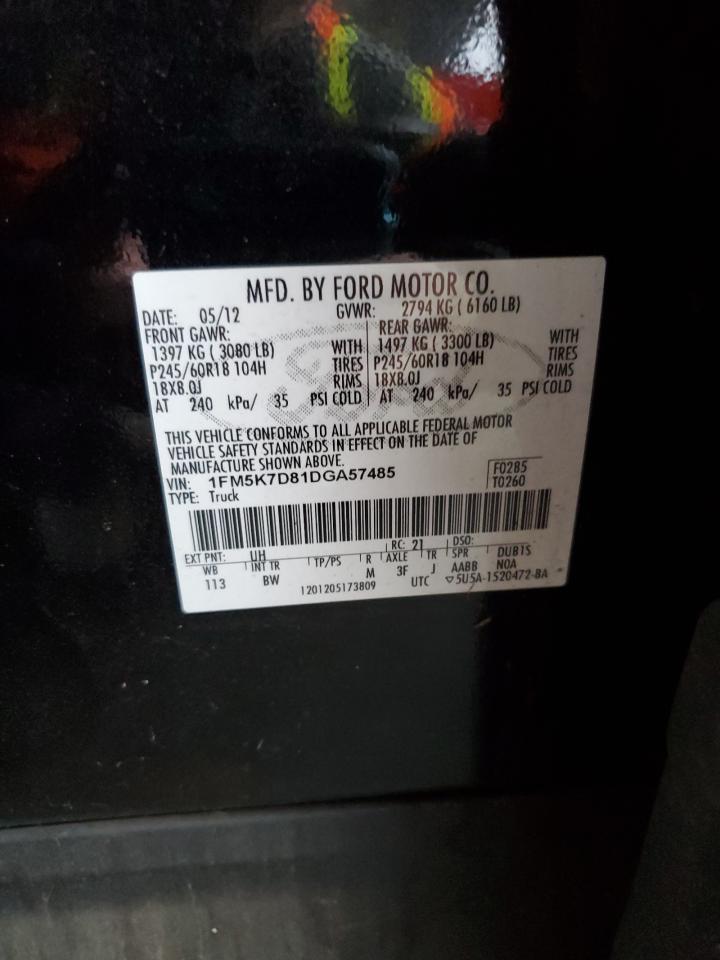 MFD. BY FORD MOTOR CO.
DATE: 05/12 GVWR: 2794 KG ( 6160 LB)
FRONT GAWR: REAR GAWR:
1397 KG ( 3080 LB) WITH 1497 KG ( 3300 LB) WITH
P245/60R18 104H TIRES P245/60R18 104H TIRES
18X8.0J RIMS 18X8.0J RIMS
AT 240 kPa/ 35 PSI COLD AT 240 kPa/ 35 PSI COLD
Ford
THIS VEHICLE CONFORMS TO ALL APPLICABLE FEDERAL MOTOR
VEHICLE SAFETY STANDARDS IN EFFECT ON THE DATE OF
MANUFACTURE SHOWN ABOVE.
VIN: 1FM5K7D81DGA57485 F0285
TYPE: Truck T0260
RC: 21 DSO:
EXT PNT: UH AXLE TR SPR DUB1S
WB INT TR TP/PS R 3F J AABB N0A
113 BW M UTC ▽5U5A-1520472-BA
1201205173809